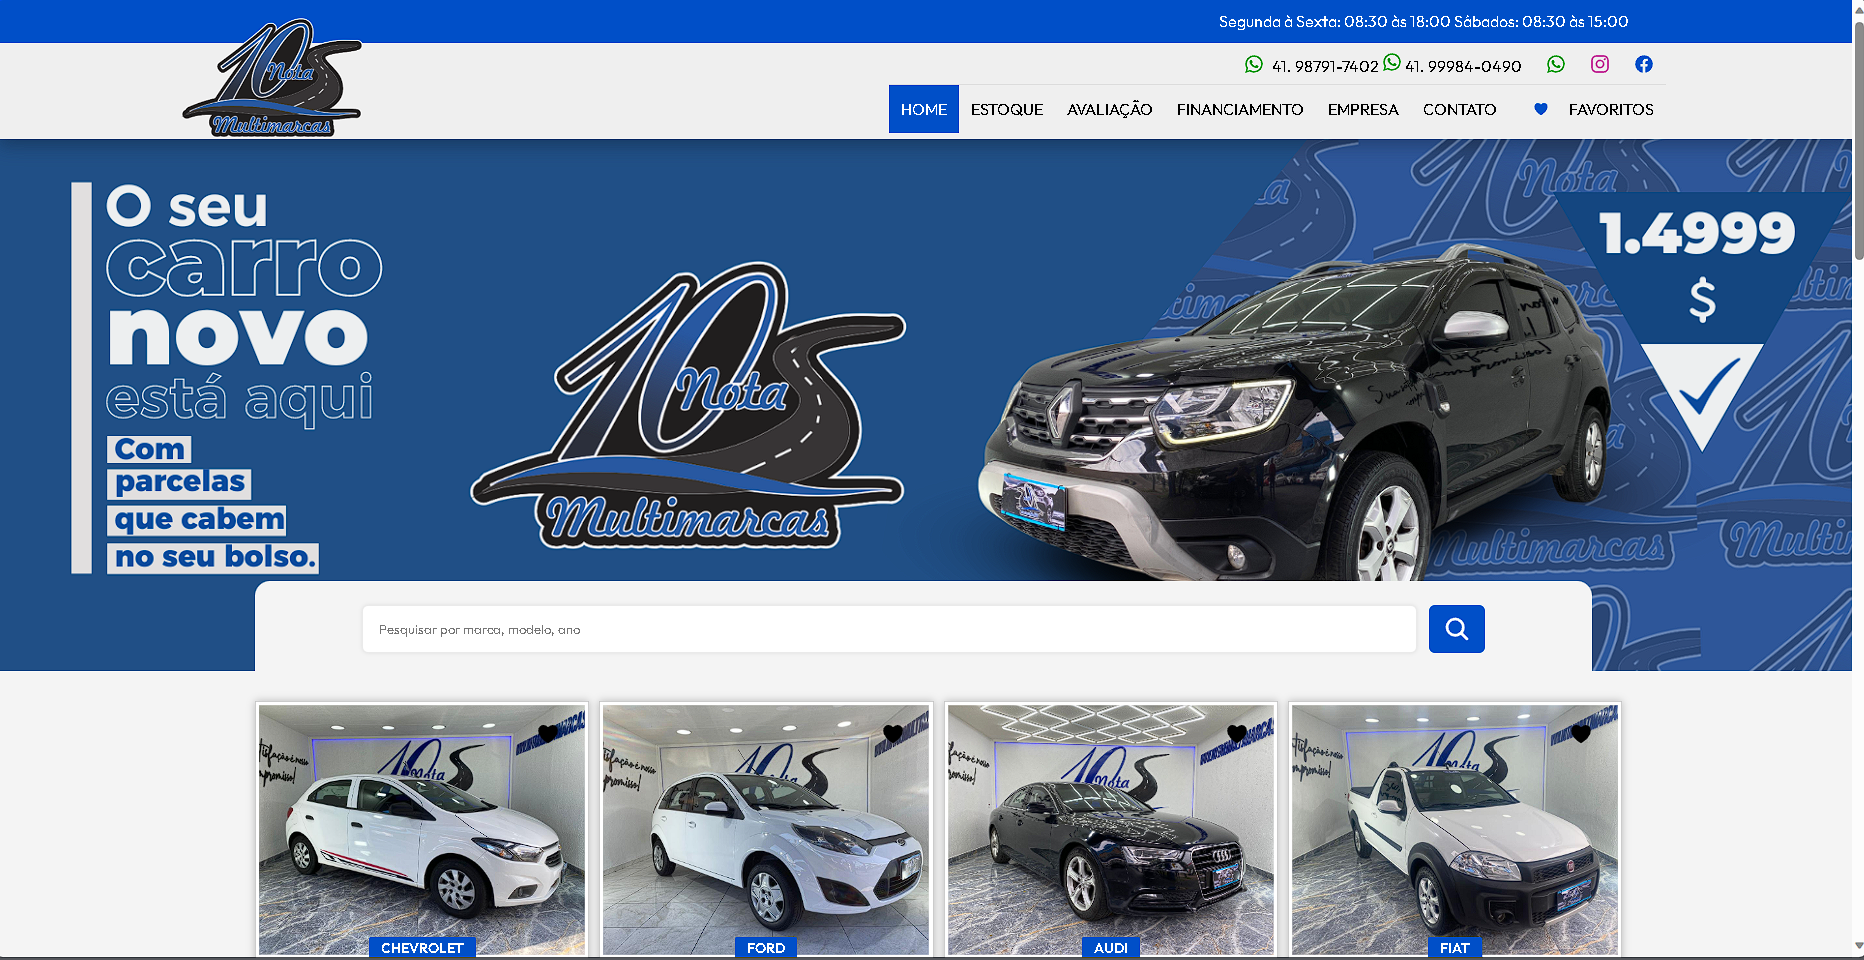 Segunda à Sexta: 08:30 às 18:00 Sábados: 08:30 às 15:00
41. 98791-7402 41. 99984-0490
10
Nota
S
Multimarcas
HOME ESTOQUE AVALIAÇÃO FINANCIAMENTO EMPRESA CONTATO FAVORITOS
O seu
carro
novo
está aqui
Com
parcelas
que cabem
no seu bolso.
10
Nota
S
Multimarcas
1.4999
$
Nota
Multimarcas
Pesquisar por marca, modelo, ano
CHEVROLET
FORD
AUDI
FIAT